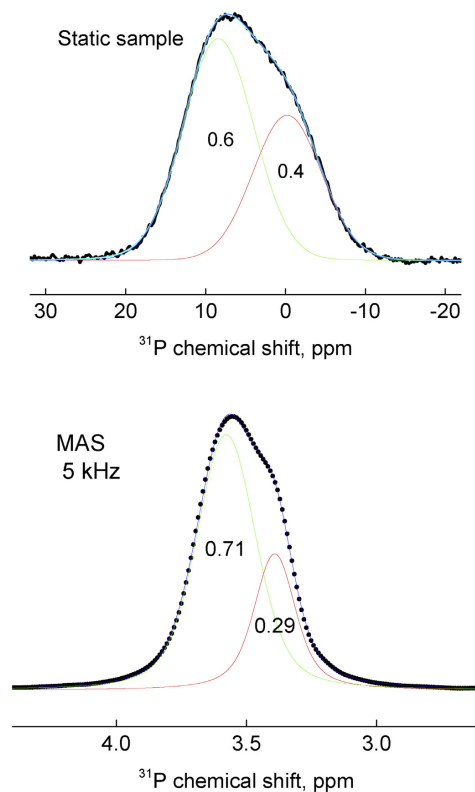 Static sample
0.6
0.4
30 20 10 0 -10 -20
³¹P chemical shift, ppm
MAS
5 kHz
0.71
0.29
4.0 3.5 3.0
³¹P chemical shift, ppm